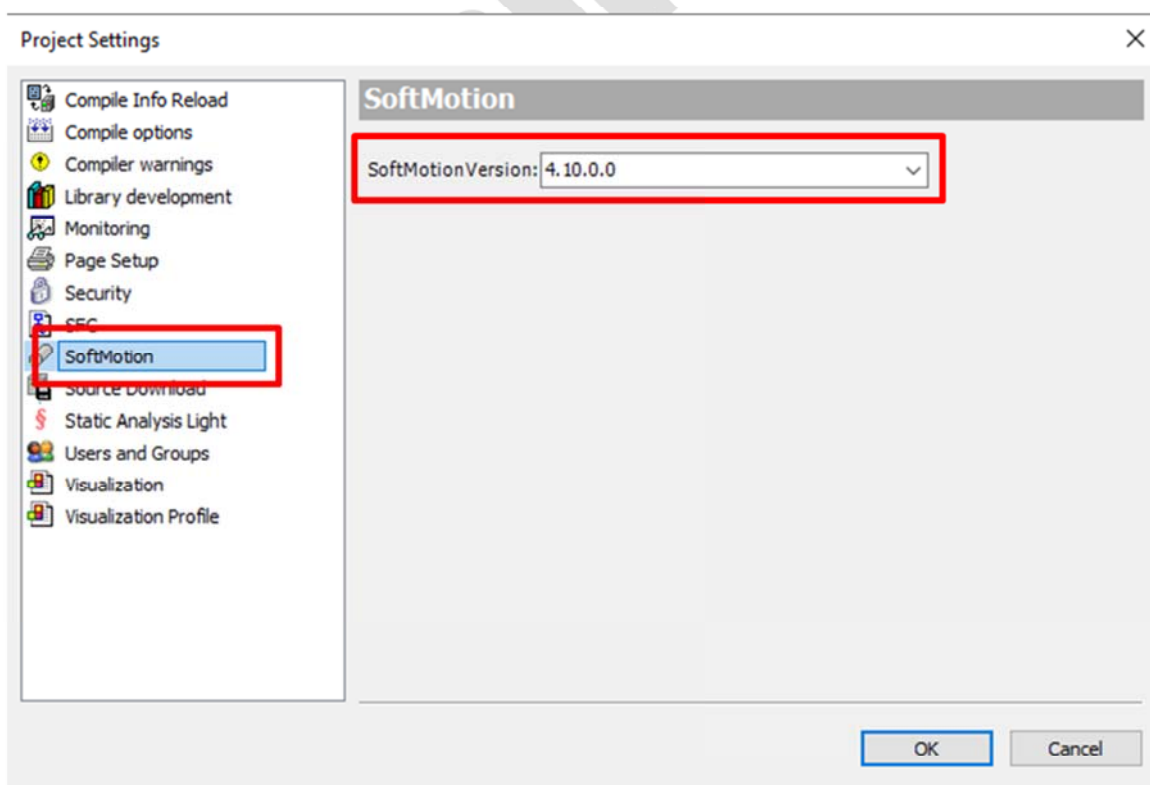 Project Settings
Compile Info Reload
Compile options
Compiler warnings
Library development
Monitoring
Page Setup
Security
SFC
SoftMotion
Source Download
Static Analysis Light
Users and Groups
Visualization
Visualization Profile
SoftMotion
SoftMotionVersion: 4.10.0.0
OK Cancel